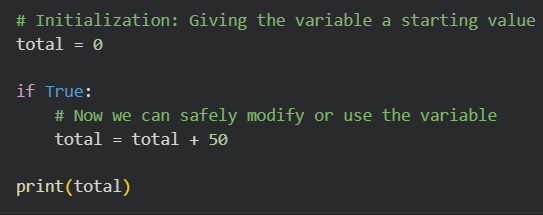 # Initialization: Giving the variable a starting value
total = 0
if True:
    # Now we can safely modify or use the variable
    total = total + 50
print(total)